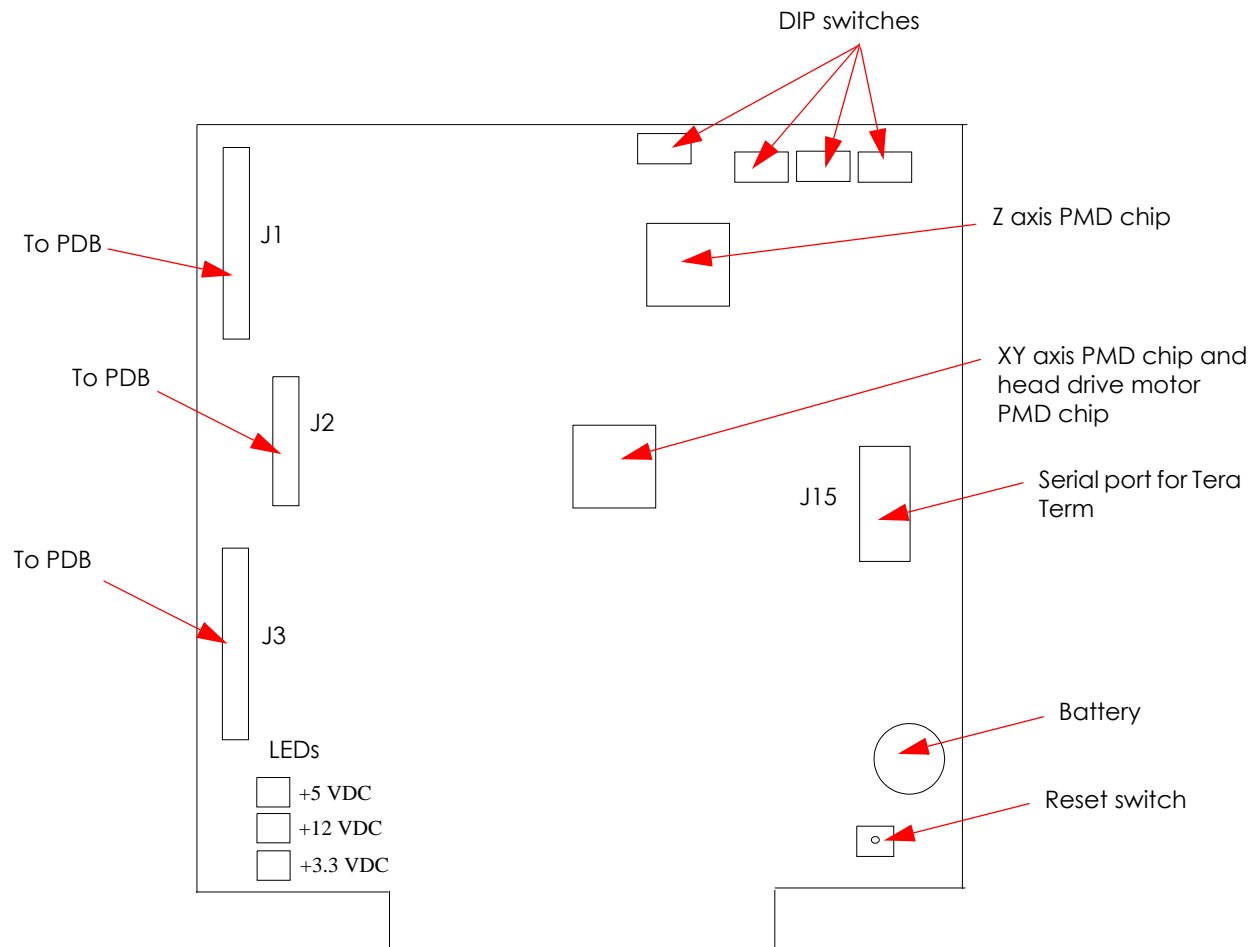 DIP switches
Z axis PMD chip
To PDB
J1
XY axis PMD chip and
head drive motor
PMD chip
To PDB
J2
Serial port for Tera
Term
J15
To PDB
J3
Battery
LEDs
+5 VDC
Reset switch
+12 VDC
+3.3 VDC